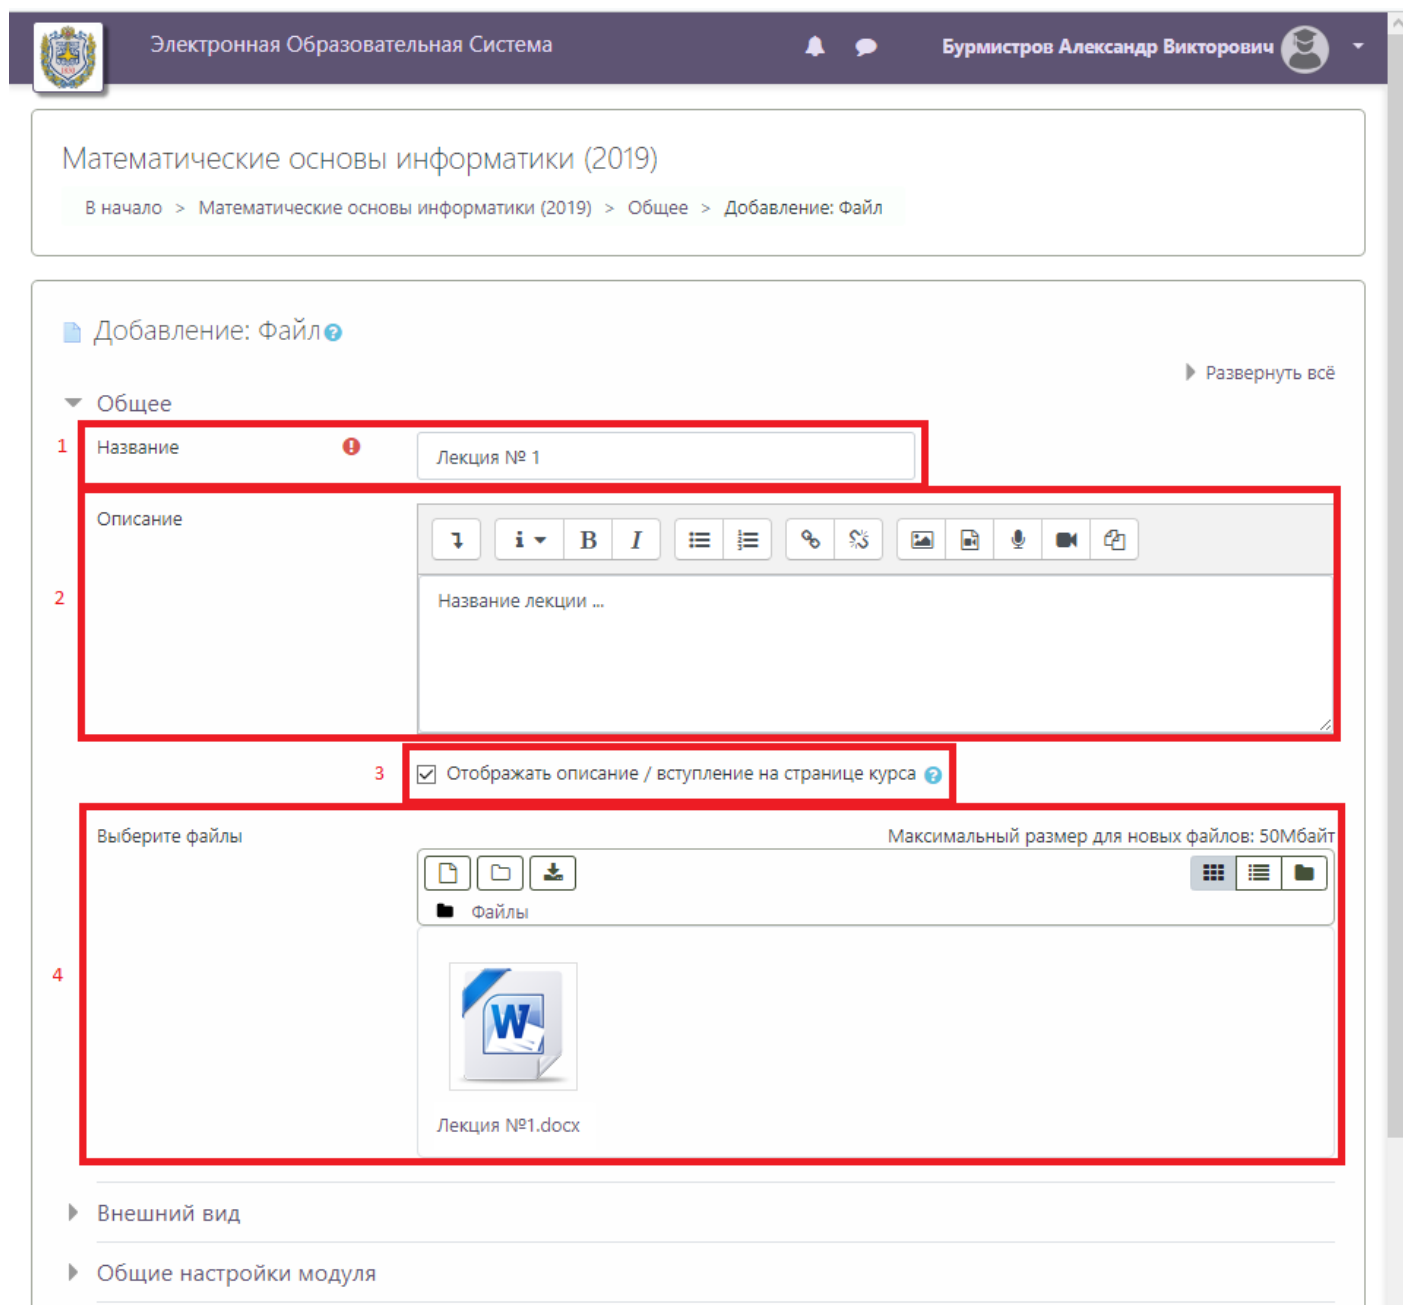 Электронная Образовательная Система
Бурмистров Александр Викторович
Математические основы информатики (2019)
В начало > Математические основы информатики (2019) > Общее > Добавление: Файл
Добавление: Файл
Развернуть всё
Общее
1 Название
Лекция № 1
Описание
i B I
2
Название лекции ...
3 Отображать описание / вступление на странице курса
Выберите файлы
Максимальный размер для новых файлов: 50Мбайт
Файлы
4
W
Лекция №1.docx
Внешний вид
Общие настройки модуля